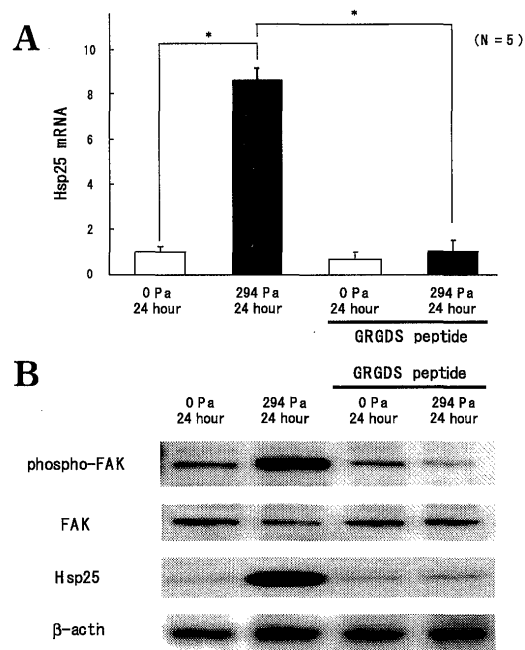 A
*
*
(N = 5)
10
8
6
4
2
0
Hsp25 mRNA
0 Pa
24 hour
294 Pa
24 hour
0 Pa
24 hour
294 Pa
24 hour
GRGDS peptide
B
GRGDS peptide
0 Pa
24 hour
294 Pa
24 hour
0 Pa
24 hour
294 Pa
24 hour
phospho-FAK
FAK
Hsp25
β-actin